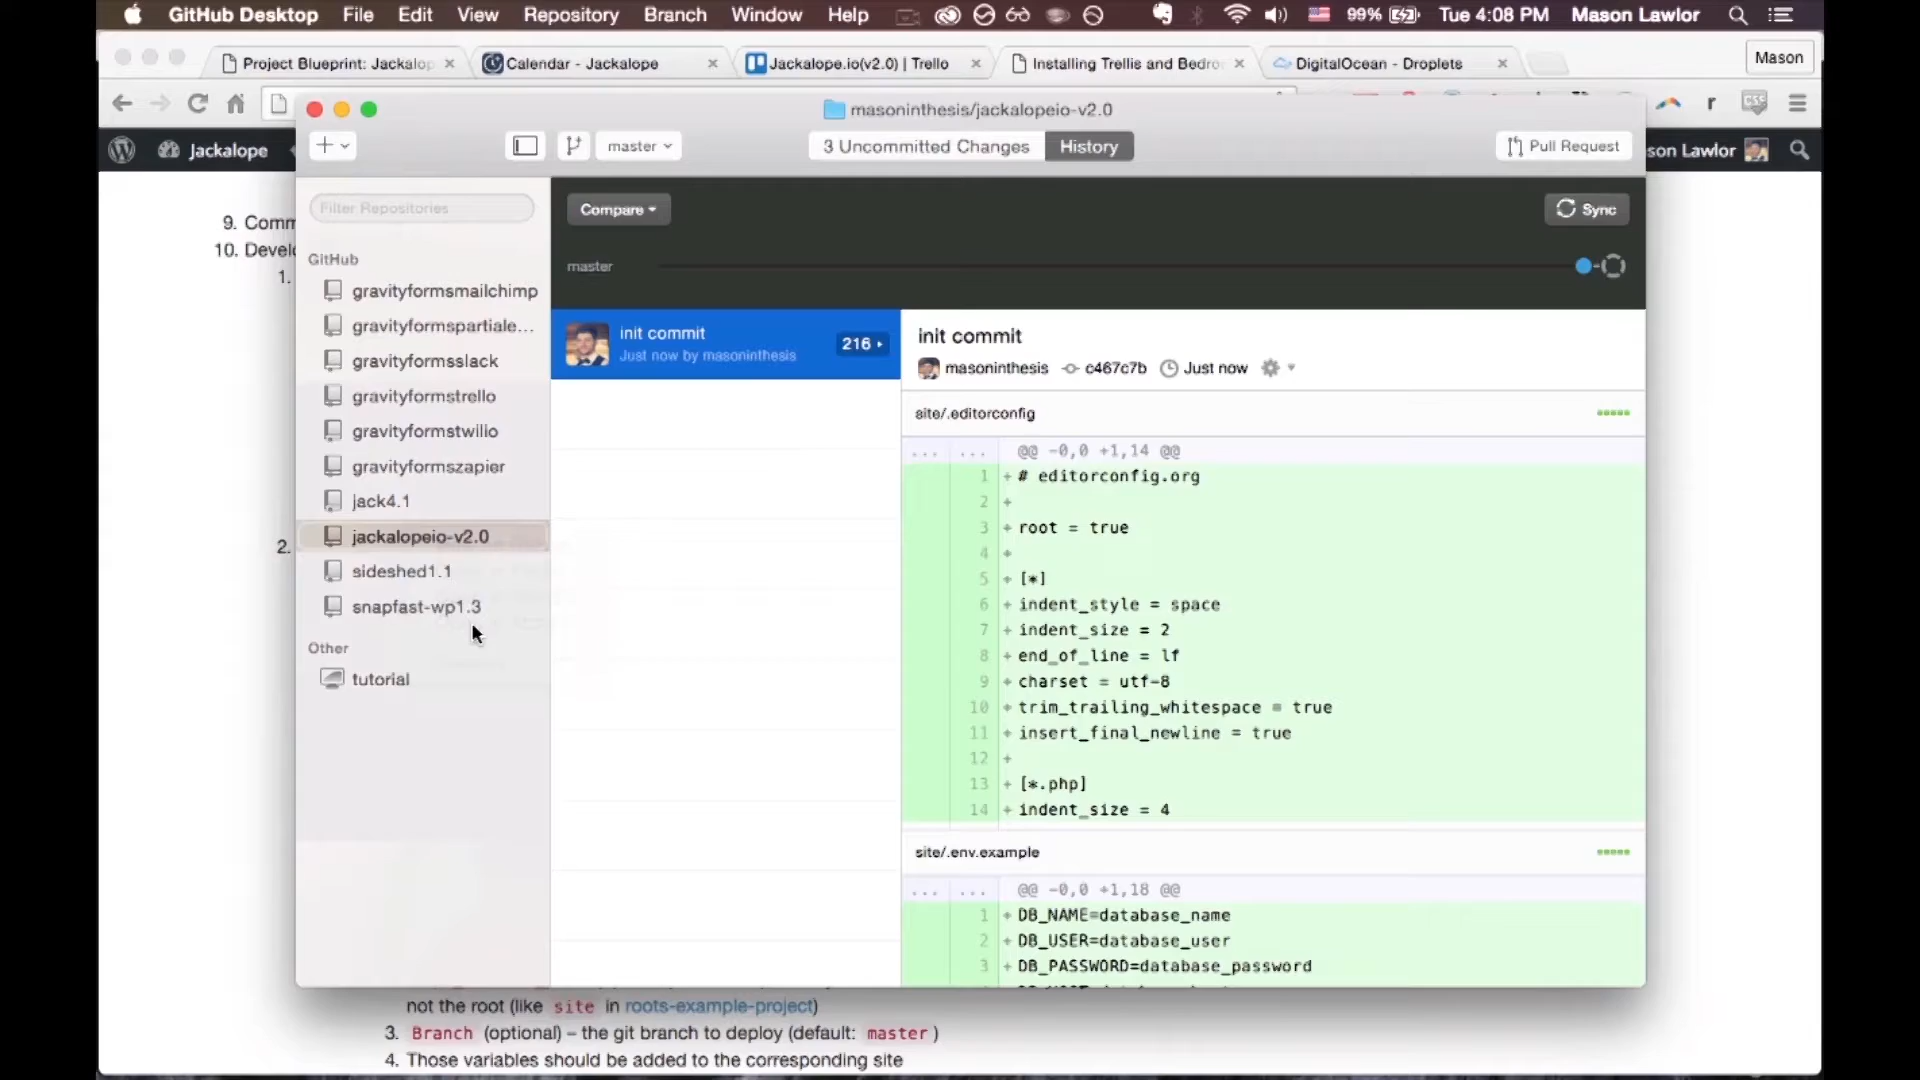 GitHub Desktop File Edit View Repository Branch Window Help 99% Tue 4:08 PM Mason Lawlor
Project Blueprint: Jackalop Calendar - Jackalope Jackalope.io(v2.0) | Trello Installing Trellis and Bedro DigitalOcean - Droplets Mason
masoninthesis/jackalopeio-v2.0
master 3 Uncommitted Changes History Pull Request
Jackalope son Lawlor
Filter Repositories
GitHub
gravityformsmailchimp
gravityformspartiale...
gravityformsslack
gravityformstrello
gravityformstwilio
gravityformszapier
jack4.1
jackalopeio-v2.0
sideshed1.1
snapfast-wp1.3
Other
tutorial
Compare Sync
master
init commit
Just now by masoninthesis
216
init commit
masoninthesis c467c7b Just now
site/.editorconfig
... ... @@ -0,0 +1,14 @@
1 + # editorconfig.org
2 +
3 + root = true
4 +
5 + [*]
6 + indent_style = space
7 + indent_size = 2
8 + end_of_line = lf
9 + charset = utf-8
10 + trim_trailing_whitespace = true
11 + insert_final_newline = true
12 +
13 + [*.php]
14 + indent_size = 4
site/.env.example
... ... @@ -0,0 +1,18 @@
1 + DB_NAME=database_name
2 + DB_USER=database_user
3 + DB_PASSWORD=database_password
9. Comm
10. Develo
1.
2.
not the root (like site in roots-example-project)
3. Branch (optional) – the git branch to deploy (default: master )
4. Those variables should be added to the corresponding site